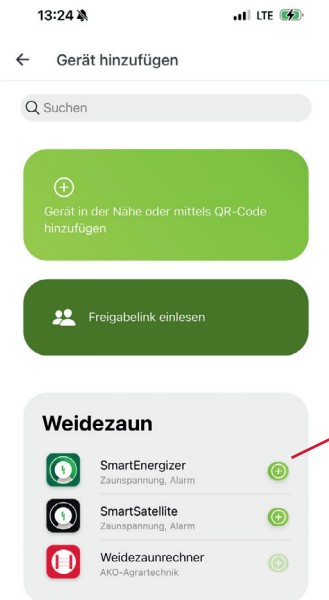 13:24
LTE
Gerät hinzufügen
Suchen
Gerät in der Nähe oder mittels QR-Code
hinzufügen
Freigabelink einlesen
Weidezaun
SmartEnergizer
Zaunspannung, Alarm
SmartSatellite
Zaunspannung, Alarm
Weidezaunrechner
AKO-Agrartechnik